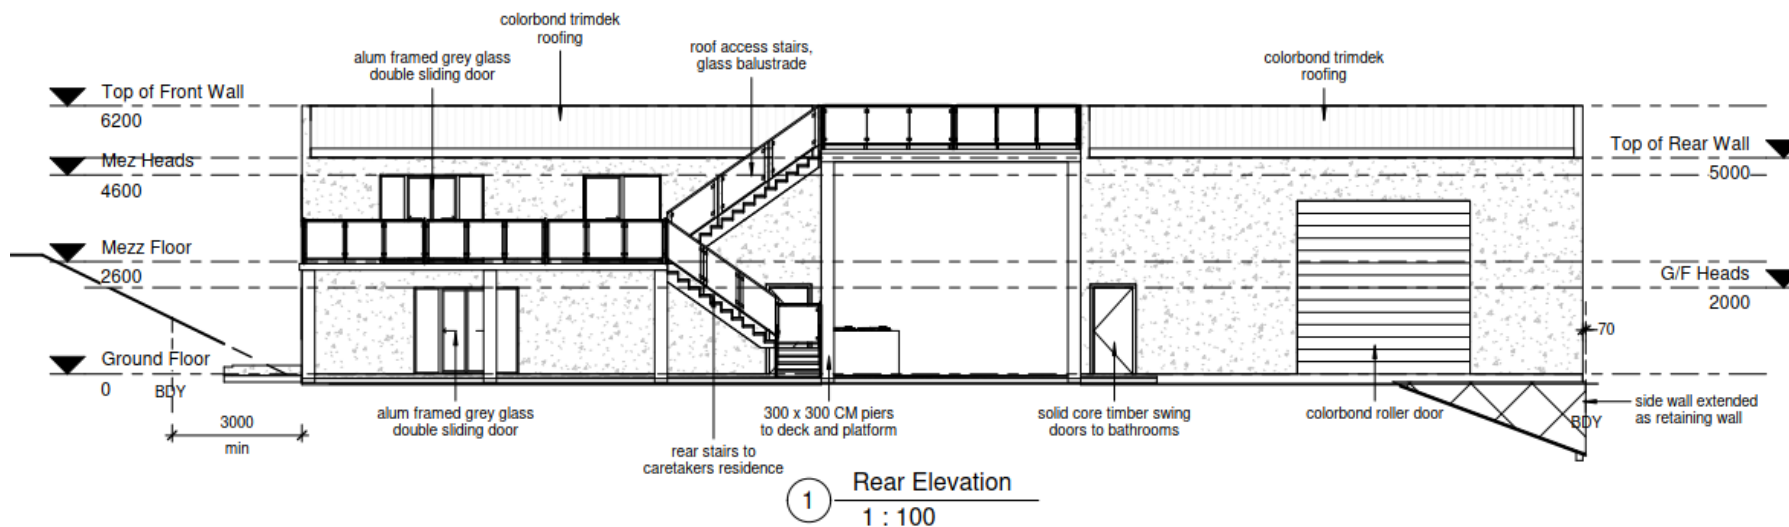 colorbond trimdek
roofing
alum framed grey glass
double sliding door
roof access stairs,
glass balustrade
colorbond trimdek
roofing
Top of Front Wall
6200
Mez Heads
4600
Mezz Floor
2600
Ground Floor
0
BDY
3000
min
Top of Rear Wall
5000
G/F Heads
2000
70
alum framed grey glass
double sliding door
rear stairs to
caretakers residence
300 x 300 CM piers
to deck and platform
solid core timber swing
doors to bathrooms
colorbond roller door
side wall extended
as retaining wall
BDY
1
Rear Elevation
1 : 100